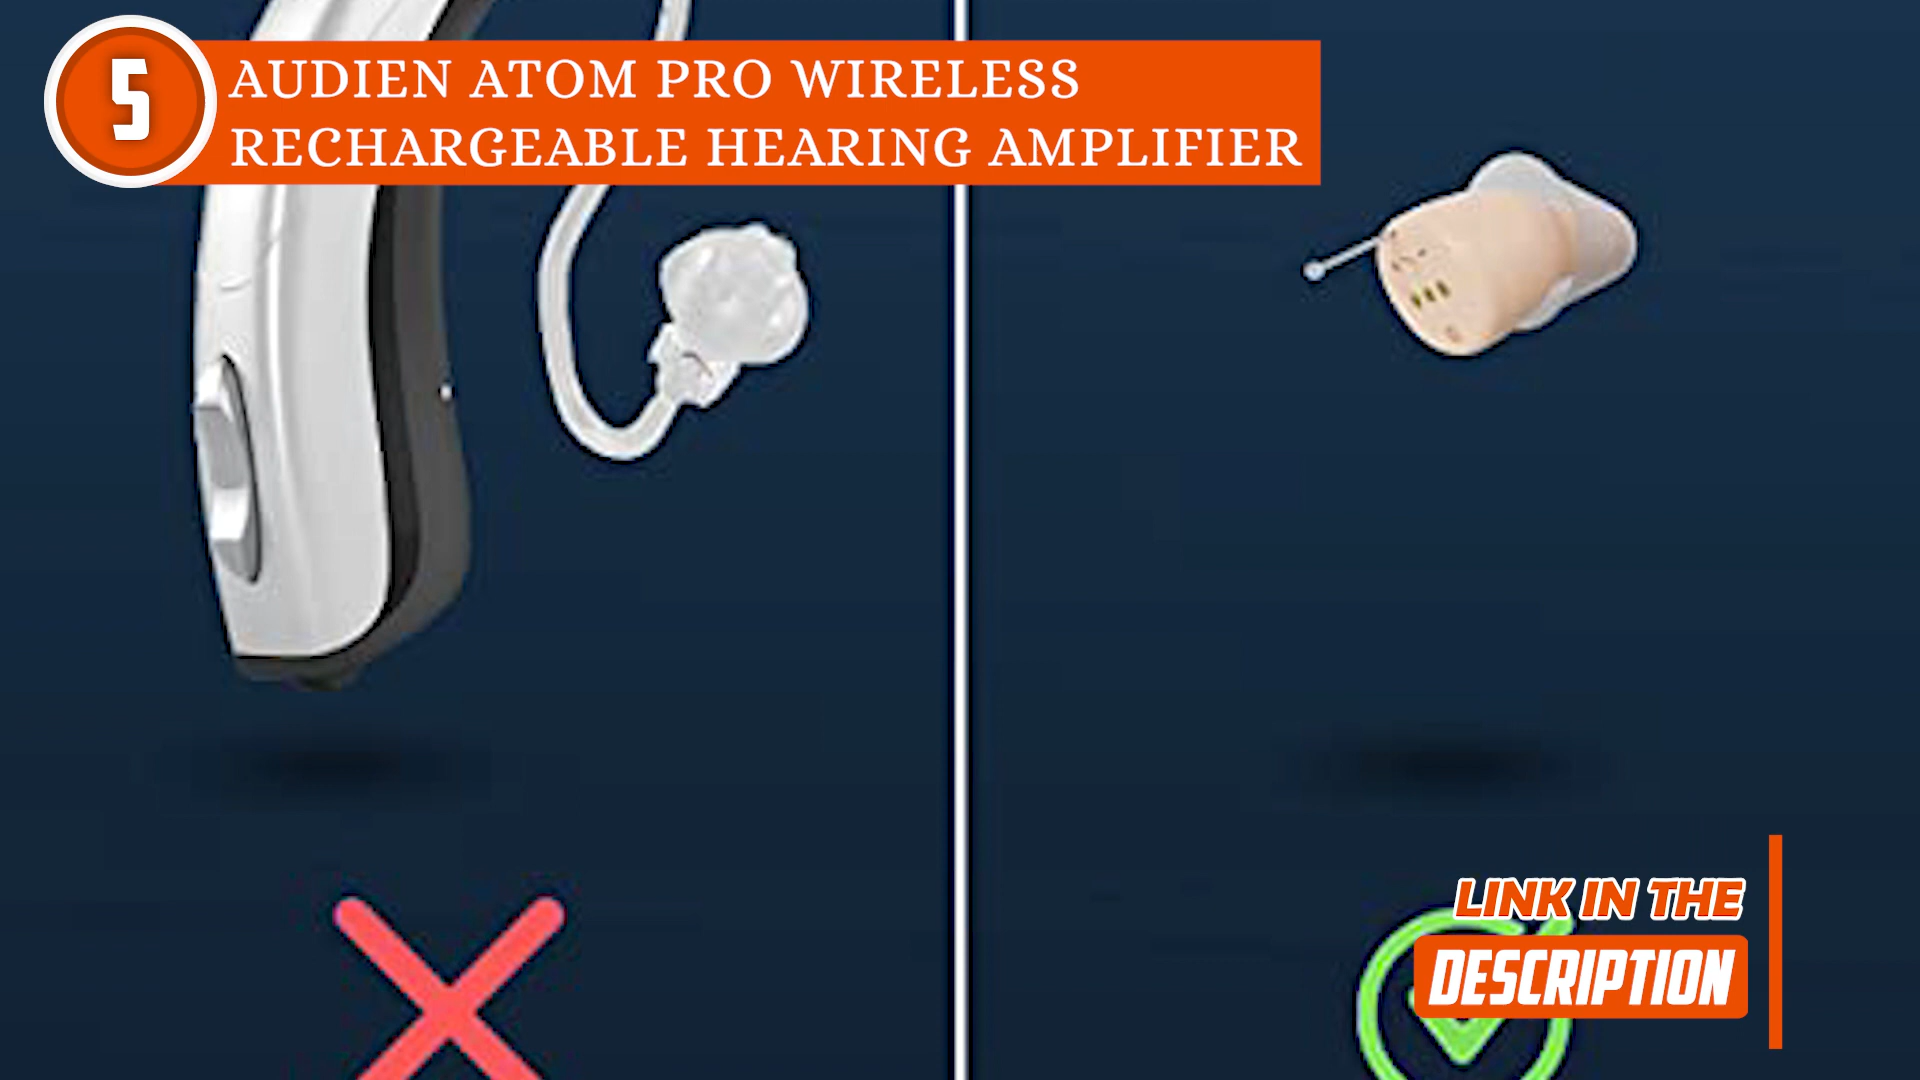 5
AUDIEN ATOM PRO WIRELESS
RECHARGEABLE HEARING AMPLIFIER
LINK IN THE
DESCRIPTION